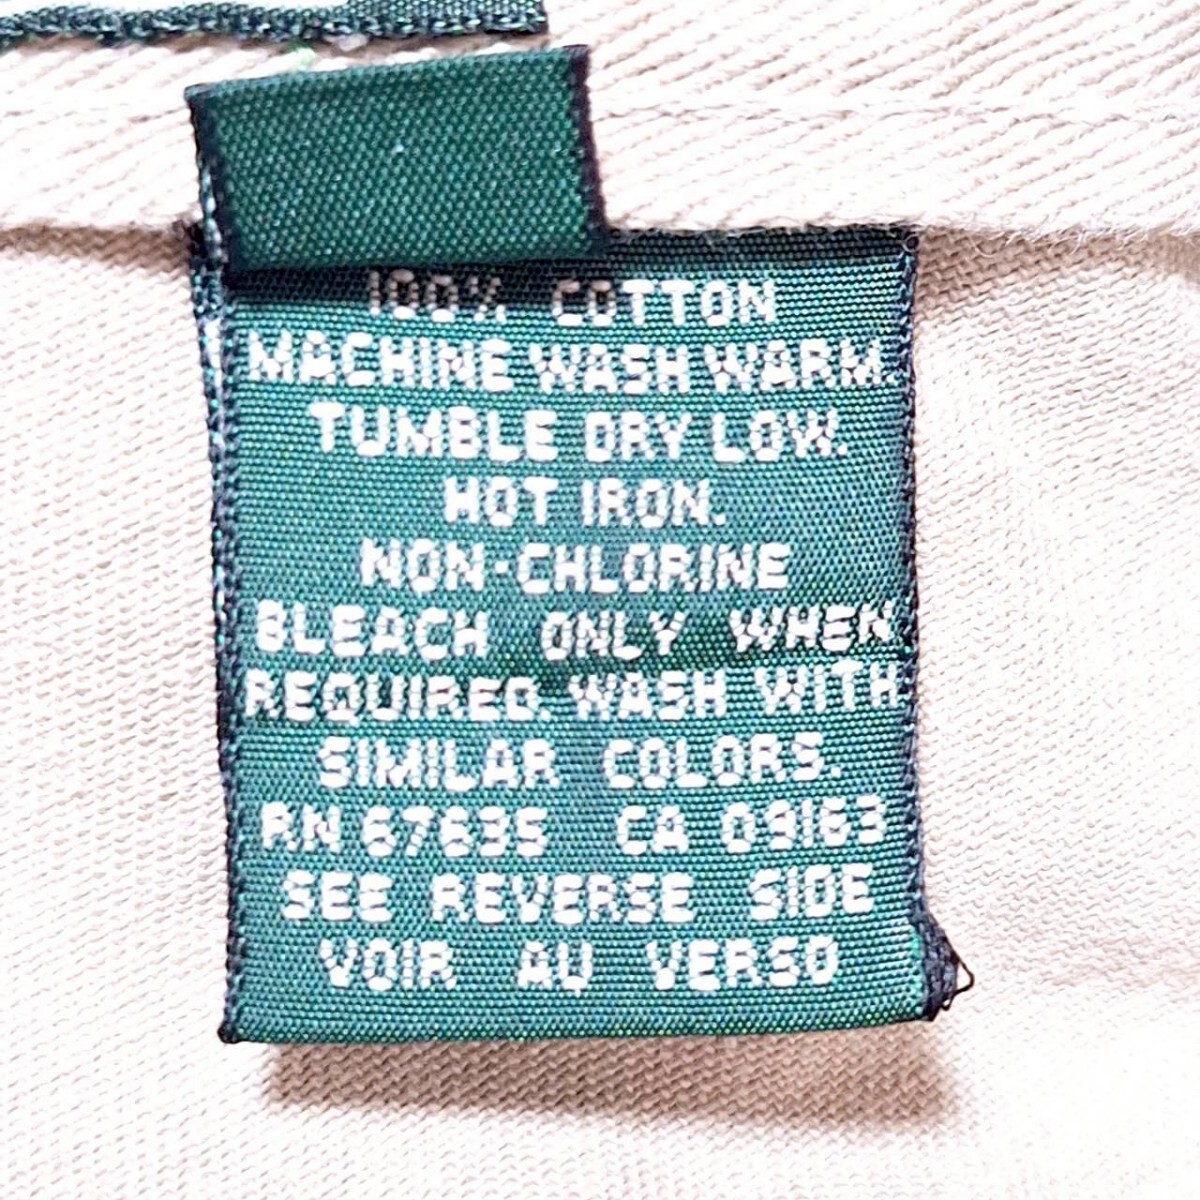 100% COTTON
MACHINE WASH WARM.
TUMBLE DRY LOW.
HOT IRON.
NON-CHLORINE
BLEACH ONLY WHEN
REQUIRED. WASH WITH
SIMILAR COLORS.
RN 67635 CA 09163
SEE REVERSE SIDE
VOIR AU VERSO